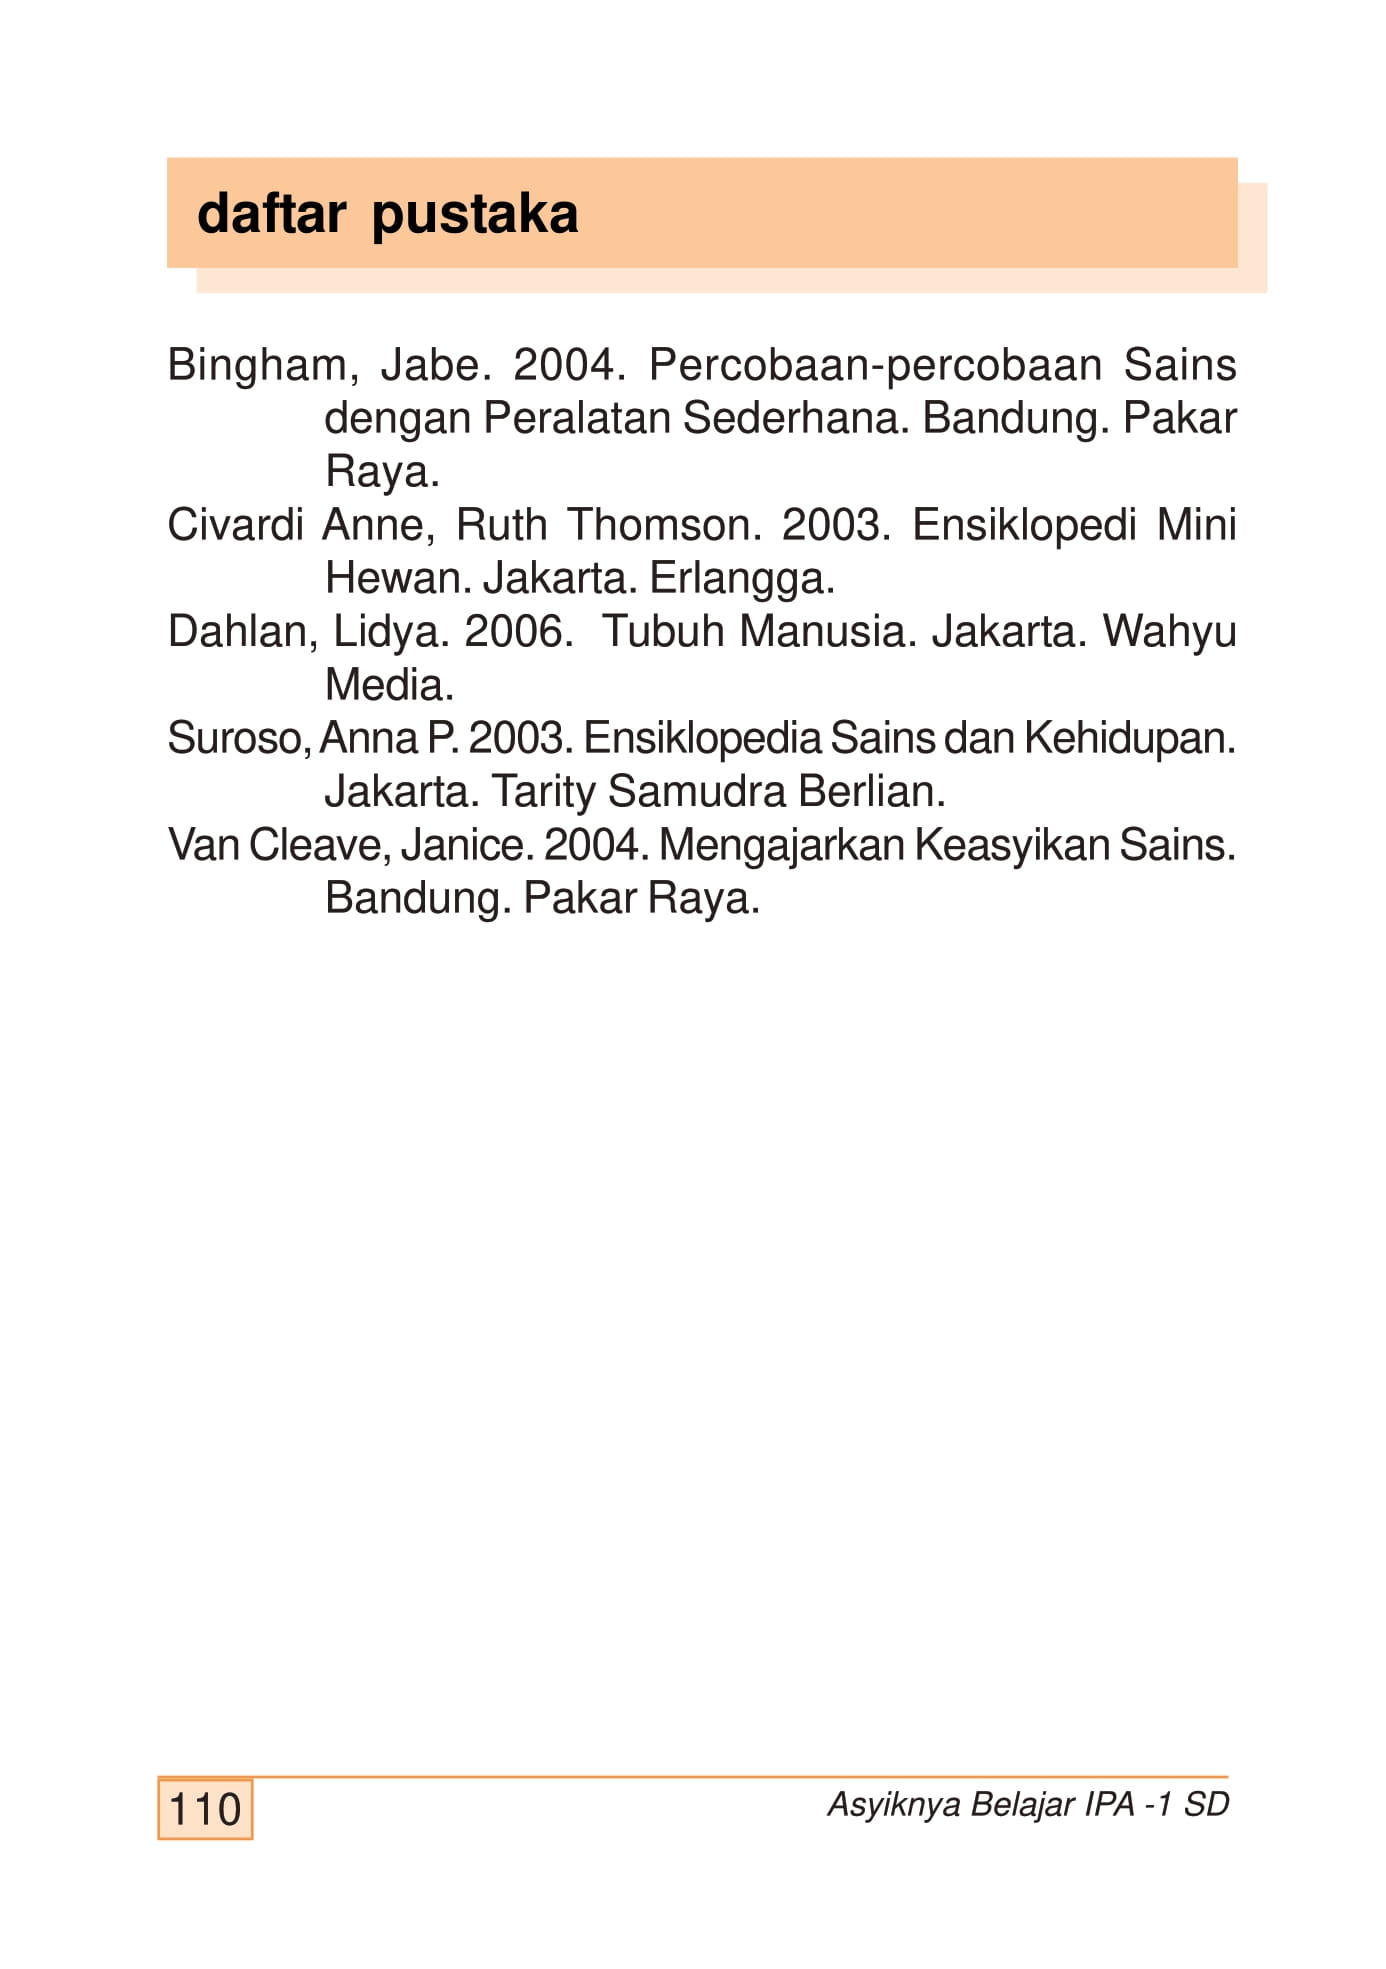 daftar pustaka
Bingham, Jabe. 2004. Percobaan-percobaan Sains
dengan Peralatan Sederhana. Bandung. Pakar
Raya.
Civardi Anne, Ruth Thomson. 2003. Ensiklopedi Mini
Hewan. Jakarta. Erlangga.
Dahlan, Lidya. 2006. Tubuh Manusia. Jakarta. Wahyu
Media.
Suroso, Anna P. 2003. Ensiklopedia Sains dan Kehidupan.
Jakarta. Tarity Samudra Berlian.
Van Cleave, Janice. 2004. Mengajarkan Keasyikan Sains.
Bandung. Pakar Raya.
110
Asyiknya Belajar IPA -1 SD